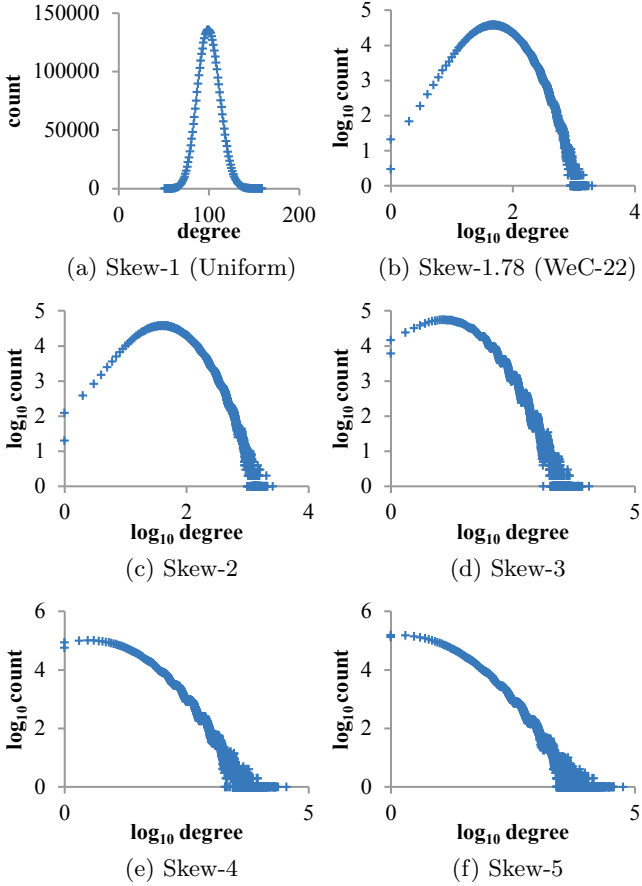 150000
100000
50000
0
count
0
100
200
degree
(a) Skew-1 (Uniform)
5
4
3
2
1
0
log10 count
0
2
4
log10 degree
(b) Skew-1.78 (WeC-22)
5
4
3
2
1
0
log10 count
0
2
4
log10 degree
(c) Skew-2
5
4
3
2
1
0
log10 count
0
5
log10 degree
(d) Skew-3
6
4
2
0
log10 count
0
5
log10 degree
(e) Skew-4
6
4
2
0
log10 count
0
5
log10 degree
(f) Skew-5